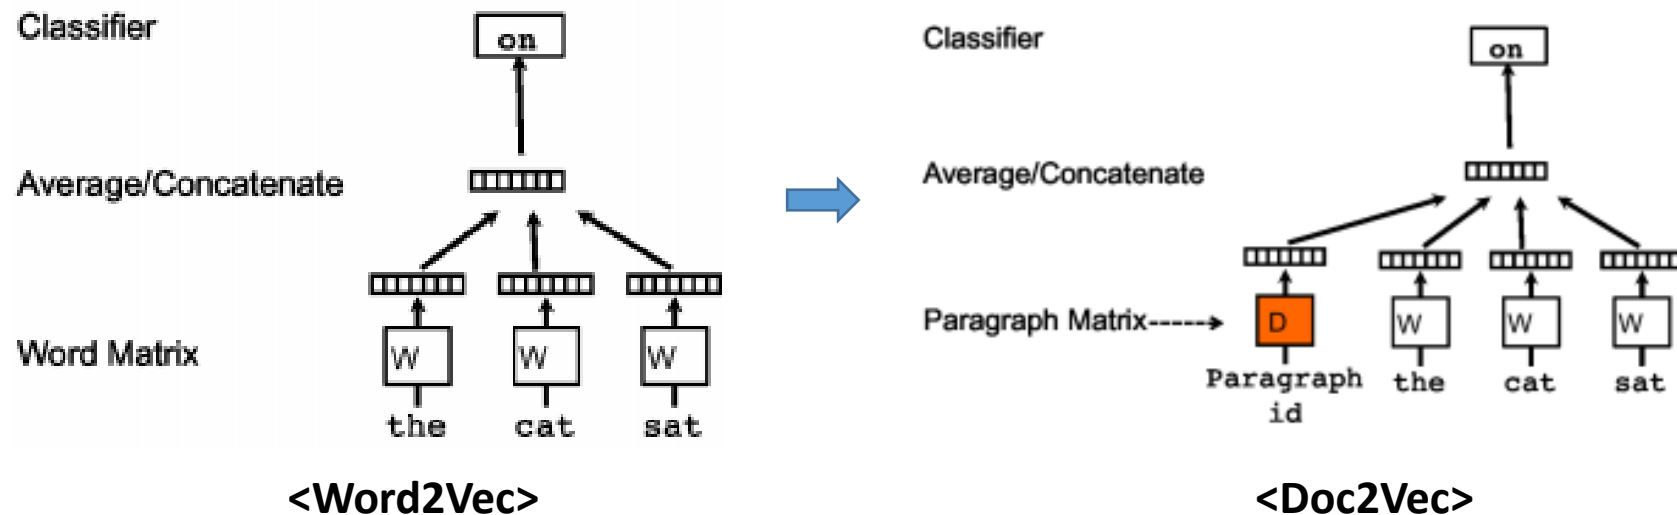 Classifier
on
Average/Concatenate
Word Matrix
W W W
the cat sat
<Word2Vec>
Classifier
on
Average/Concatenate
Paragraph Matrix
D W W W
Paragraph the cat sat
id
<Doc2Vec>